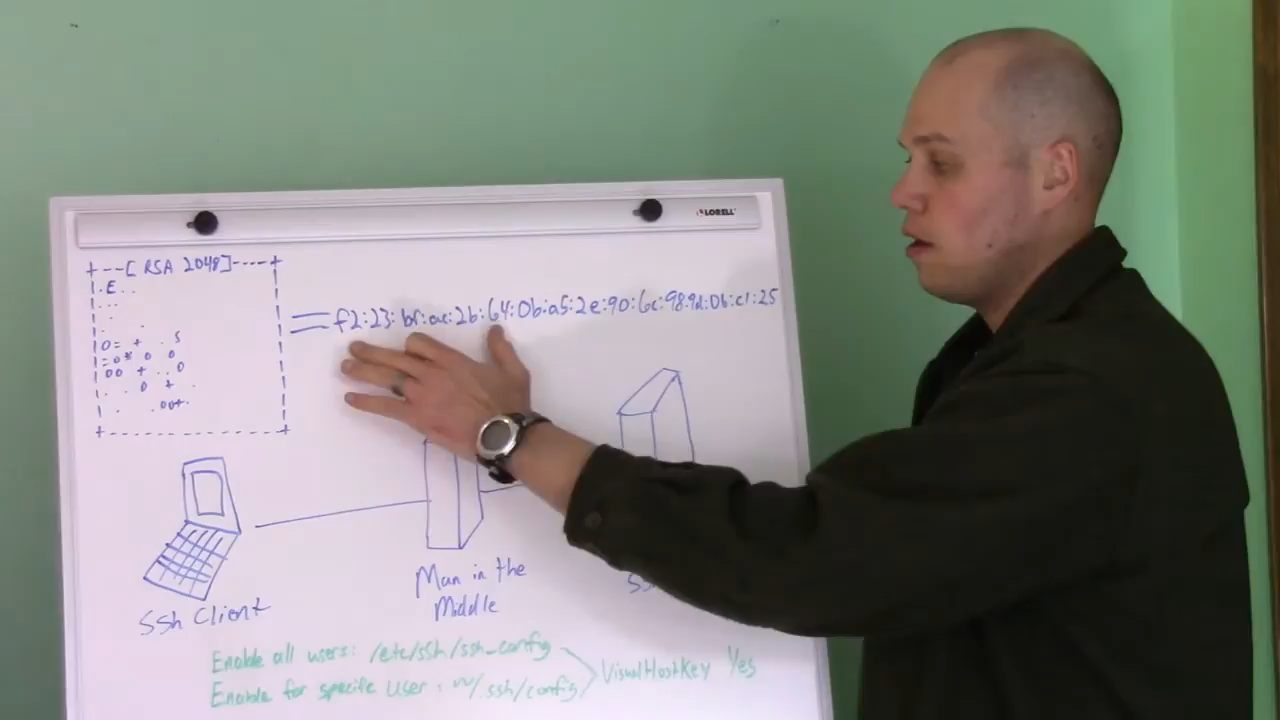 LORELL
+---[ RSA 2048]----+
.E..
...
. .
O= + . S
=o* o o
oo + . . o
. o + .
. .oo+.
= f2:23:bf:ac:2b:64:0b:a5:2e:90:6c:98:9d:0b:c1:25
Man in the
Middle
Ssh Client
Enable all users: /etc/ssh/ssh_config
Enable for specific user: ~/.ssh/config
VisualHostKey Yes